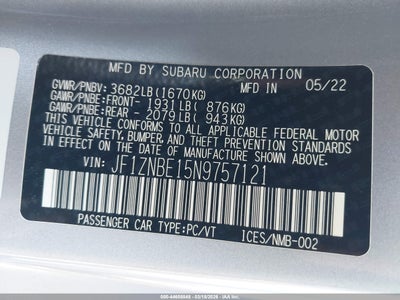 MFD BY SUBARU CORPORATION
GVWR/PNBV: 3682LB(1670KG) MFD IN 05/22
GAWR/PNBE:FRONT- 1931LB( 876KG)
GAWR/PNBE:REAR - 2079LB( 943KG)
THIS VEHICLE CONFORMS TO ALL APPLICABLE FEDERAL MOTOR
VEHICLE SAFETY, BUMPER, AND THEFT PREVENTION STANDARDS
IN EFFECT ON THE DATE OF MANUFACTURE SHOWN ABOVE.
VIN: JF1ZNBE15N9757121
PASSENGER CAR TYPE:PC/VT ICES/NMB-002